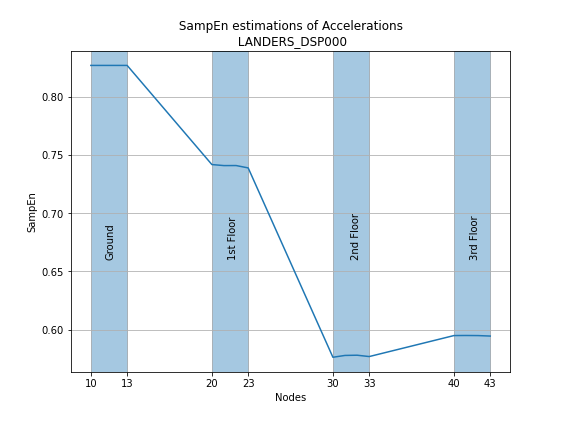 SampEn estimations of Accelerations
LANDERS_DSP000
0.80
0.75
0.70
0.65
0.60
SampEn
Ground
1st Floor
2nd Floor
3rd Floor
10 13 20 23 30 33 40 43
Nodes